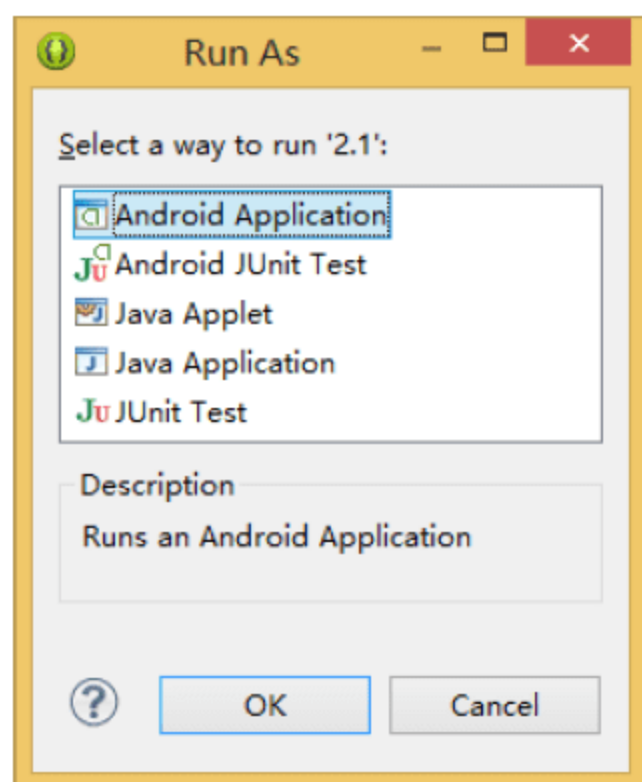 Run As
Select a way to run '2.1':
Android Application
Android JUnit Test
Java Applet
Java Application
JUnit Test
Description
Runs an Android Application
OK
Cancel